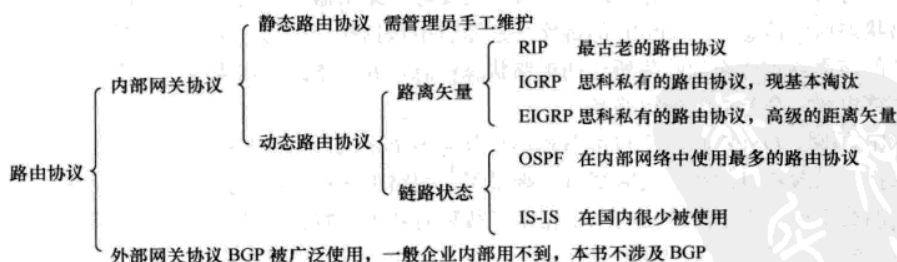 静态路由协议 需管理员手工维护
RIP 最古老的路由协议
内部网关协议
路离矢量
IGRP 思科私有的路由协议，现基本淘汰
EIGRP 思科私有的路由协议，高级的距离矢量
动态路由协议
OSPF 在内部网络中使用最多的路由协议
路由协议
链路状态
IS-IS 在国内很少被使用
外部网关协议 BGP 被广泛使用，一般企业内部用不到，本书不涉及 BGP